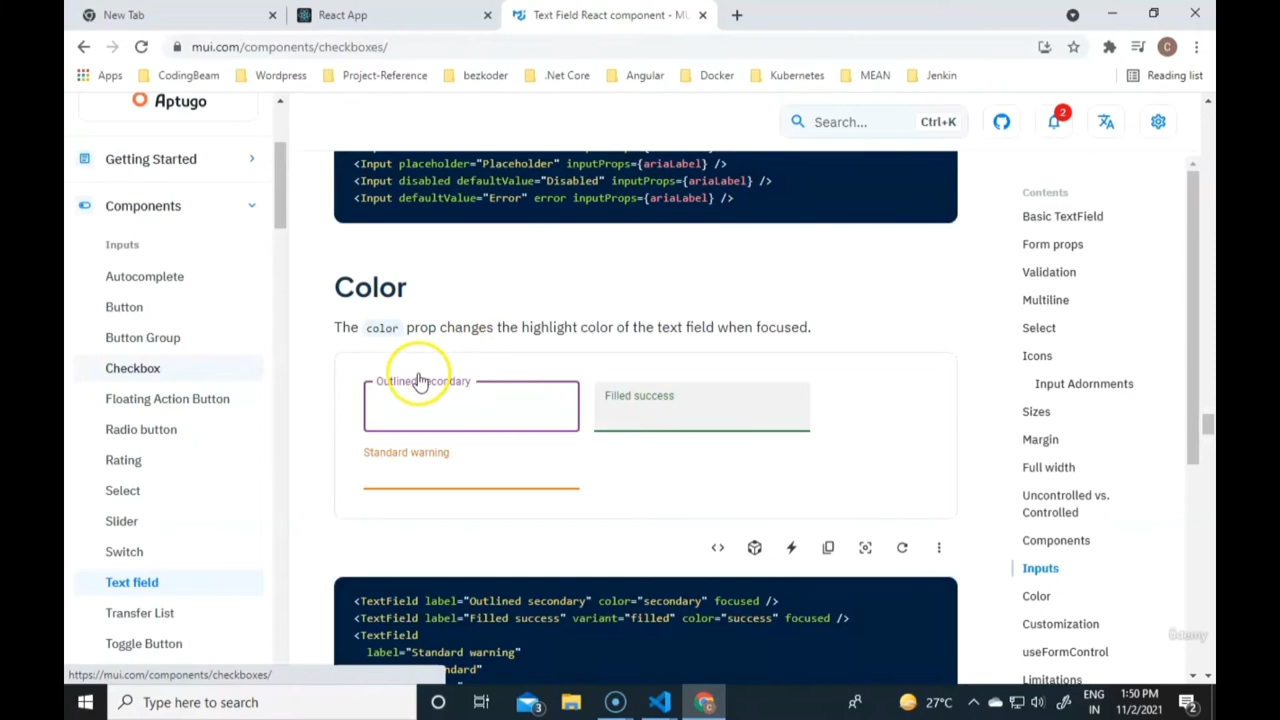 New Tab
React App
Text Field React component - MU
mui.com/components/checkboxes/
C
Apps
CodingBeam
Wordpress
Project-Reference
bezkoder
.Net Core
Angular
Docker
Kubernetes
MEAN
Jenkin
Reading list
Aptugo
Search...
Ctrl+K
2
Getting Started
Components
Inputs
Autocomplete
Button
Button Group
Checkbox
Floating Action Button
Radio button
Rating
Select
Slider
Switch
Text field
Transfer List
Toggle Button
<Input placeholder="Placeholder" inputProps={ariaLabel} />
<Input disabled defaultValue="Disabled" inputProps={ariaLabel} />
<Input defaultValue="Error" error inputProps={ariaLabel} />
Color
The color prop changes the highlight color of the text field when focused.
Outlined secondary
Filled success
Standard warning
<TextField label="Outlined secondary" color="secondary" focused />
<TextField label="Filled success" variant="filled" color="success" focused />
<TextField
label="Standard warning"
ndard"
Contents
Basic TextField
Form props
Validation
Multiline
Select
Icons
Input Adornments
Sizes
Margin
Full width
Uncontrolled vs.
Controlled
Components
Inputs
Color
Customization
useFormControl
Limitations
ûdemy
https://mui.com/components/checkboxes/
Type here to search
3
27°C
ENG
IN
1:50 PM
11/2/2021
2